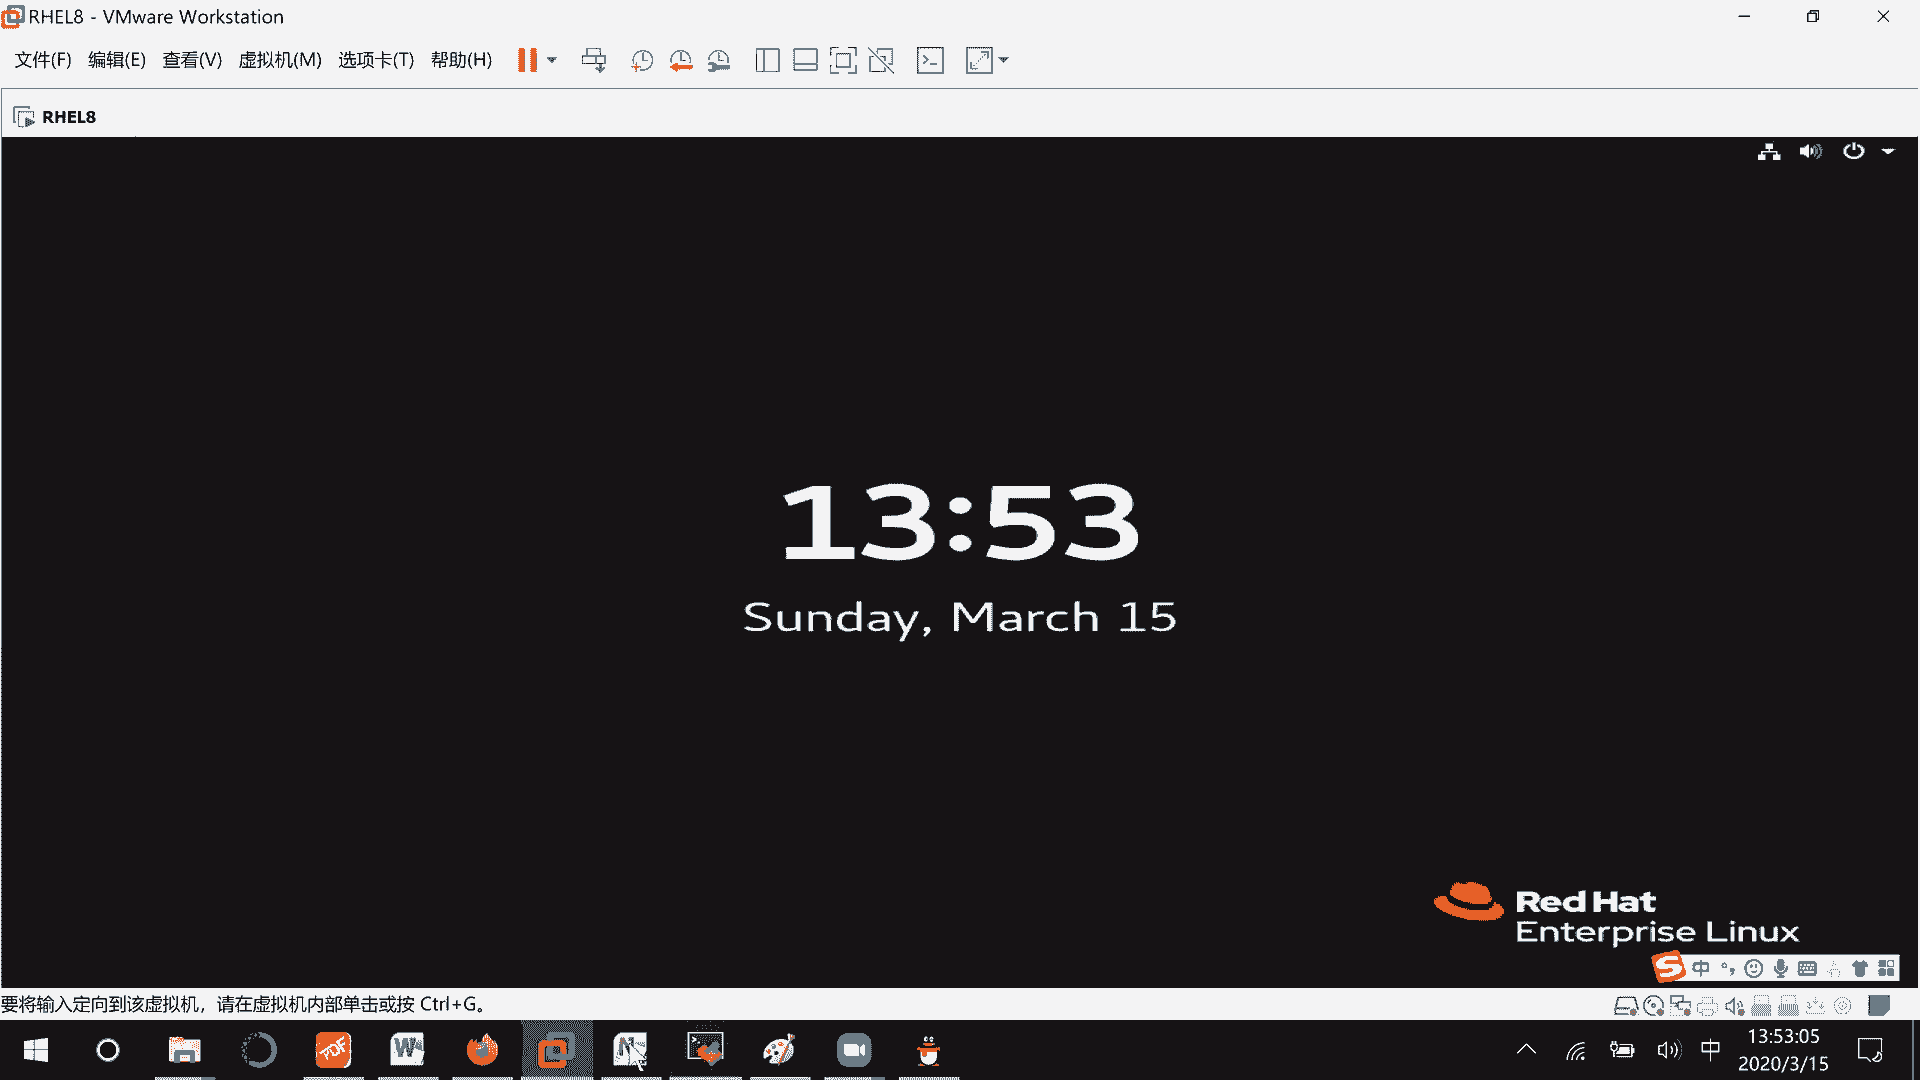 RHEL8 - VMware Workstation
文件(F) 编辑(E) 查看(V) 虚拟机(M) 选项卡(T) 帮助(H)
RHEL8
13:53
Sunday, March 15
Red Hat
Enterprise Linux
中
要将输入定向到该虚拟机，请在虚拟机内部单击或按 Ctrl+G。
PDF
W
N
中
13:53:05
2020/3/15